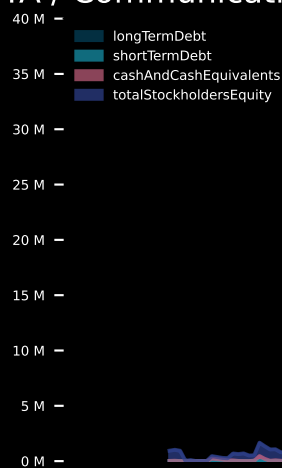 40 M
longTermDebt
shortTermDebt
35 M
cashAndCashEquivalents
totalStockholdersEquity
30 M
25 M
20 M
15 M
10 M
5 M
0 M